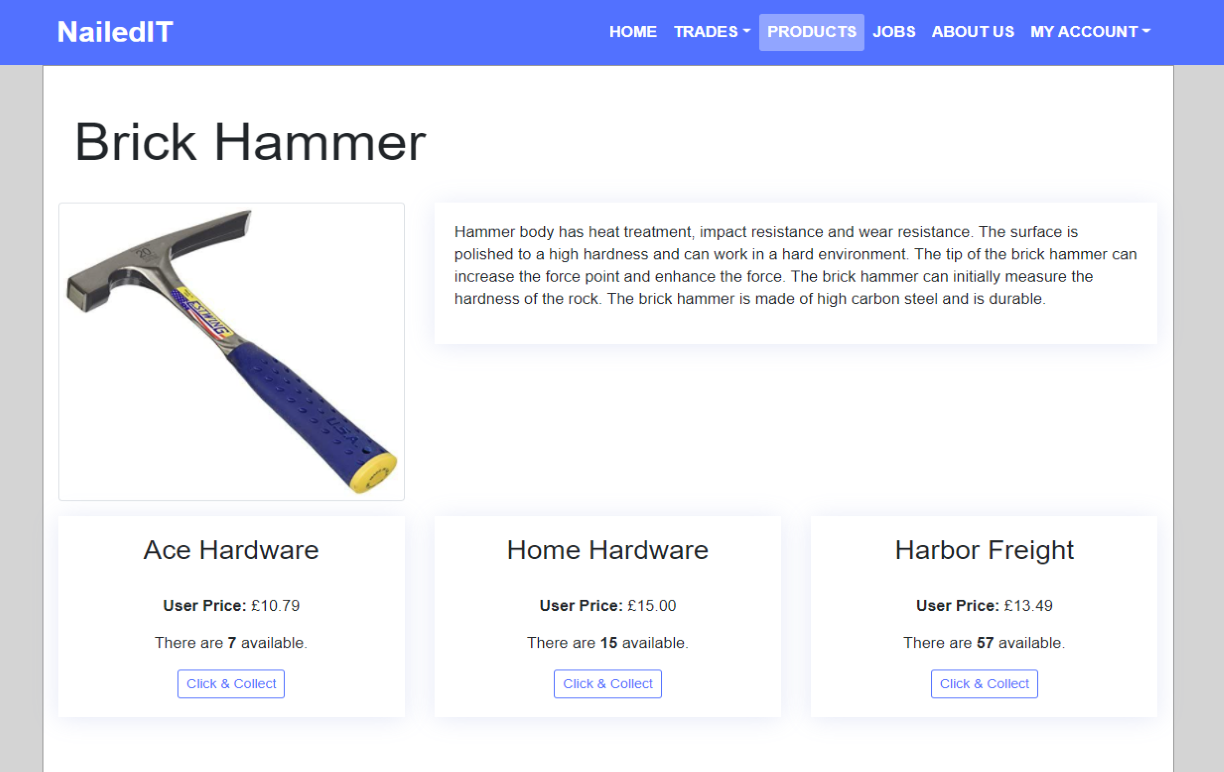 NailedIT
HOME TRADES PRODUCTS JOBS ABOUT US MY ACCOUNT
Brick Hammer
Hammer body has heat treatment, impact resistance and wear resistance. The surface is
polished to a high hardness and can work in a hard environment. The tip of the brick hammer can
increase the force point and enhance the force. The brick hammer can initially measure the
hardness of the rock. The brick hammer is made of high carbon steel and is durable.
ESTWING
U.S.A.
Ace Hardware
User Price: £10.79
There are 7 available.
Click & Collect
Home Hardware
User Price: £15.00
There are 15 available.
Click & Collect
Harbor Freight
User Price: £13.49
There are 57 available.
Click & Collect